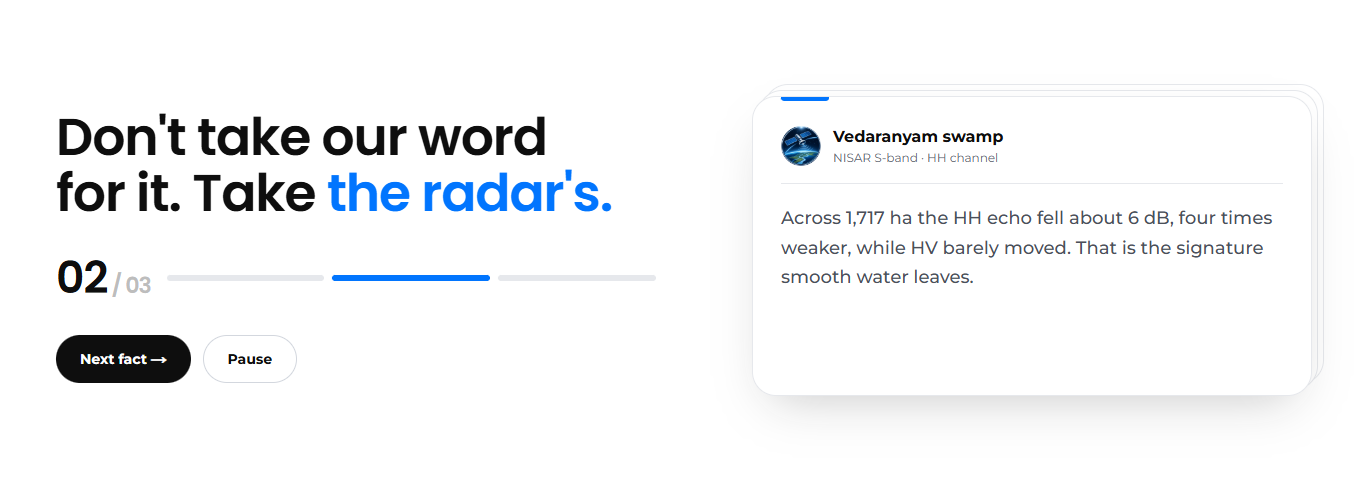 Don't take our word
for it. Take the radar's.
02 / 03
Next fact →
Pause
Vedaranyam swamp
NISAR S-band · HH channel
Across 1,717 ha the HH echo fell about 6 dB, four times
weaker, while HV barely moved. That is the signature
smooth water leaves.